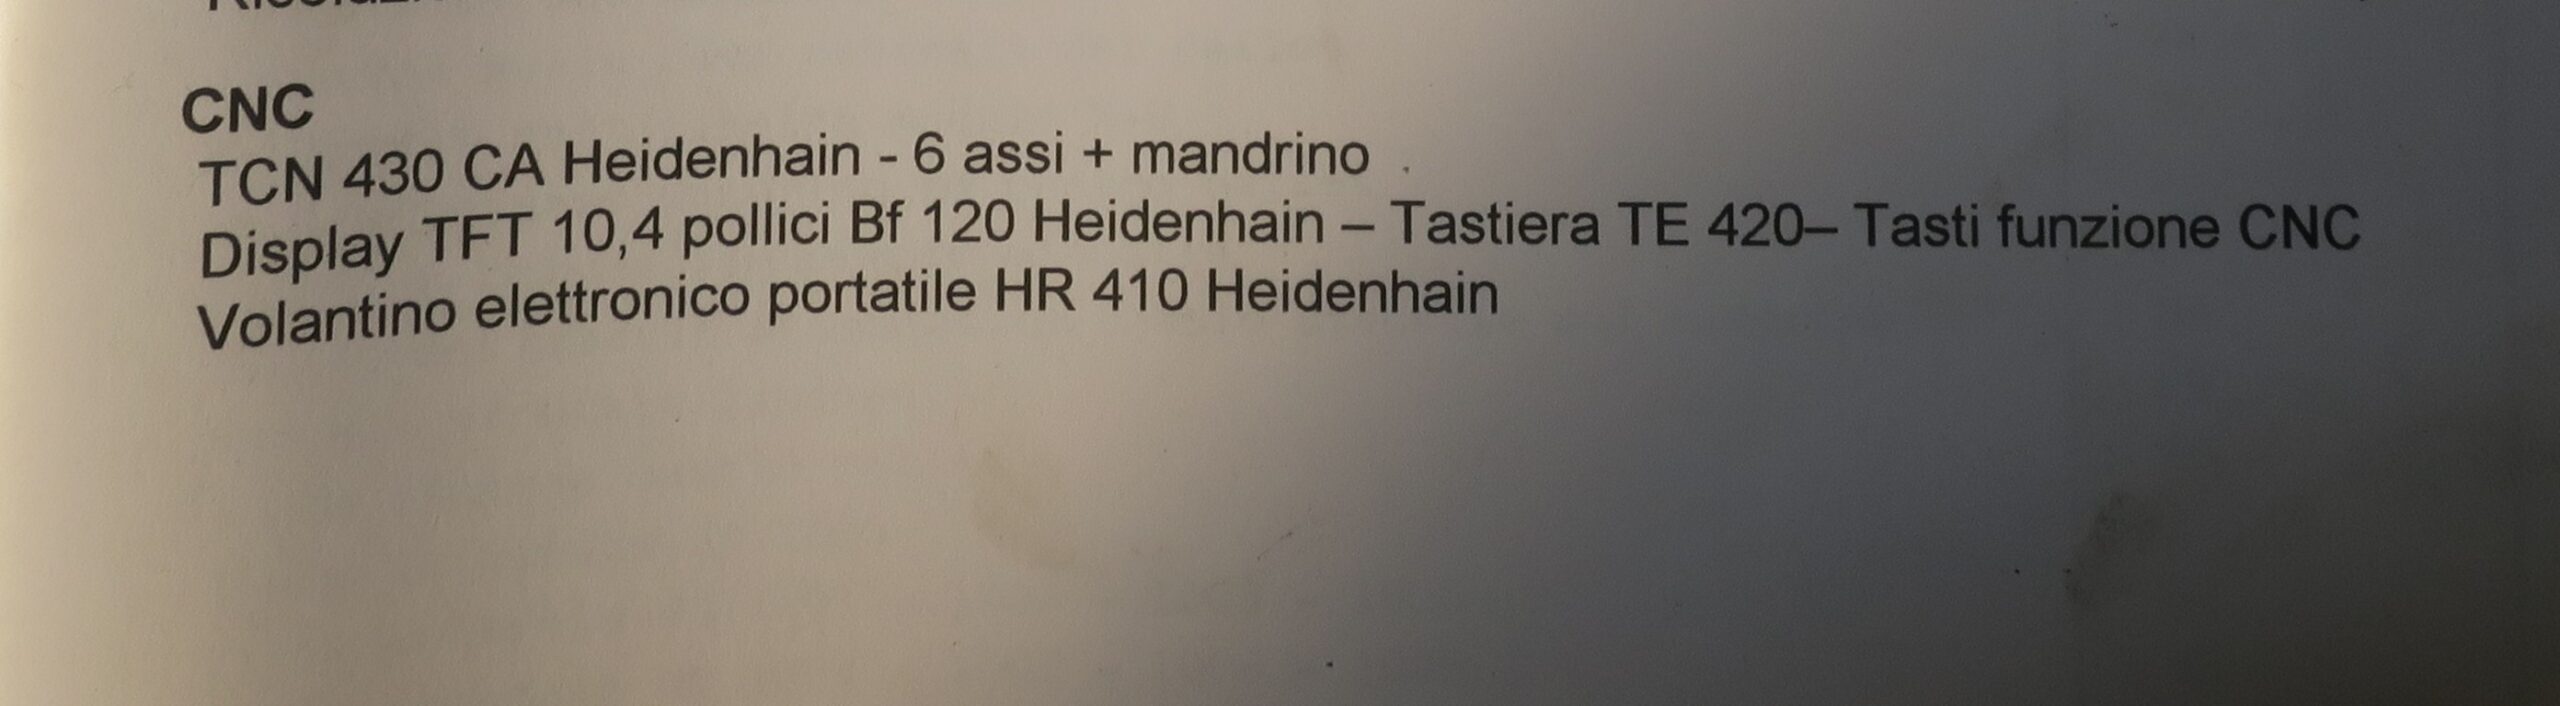 CNC
TCN 430 CA Heidenhain - 6 assi + mandrino
Display TFT 10,4 pollici Bf 120 Heidenhain – Tastiera TE 420– Tasti funzione CNC
Volantino elettronico portatile HR 410 Heidenhain